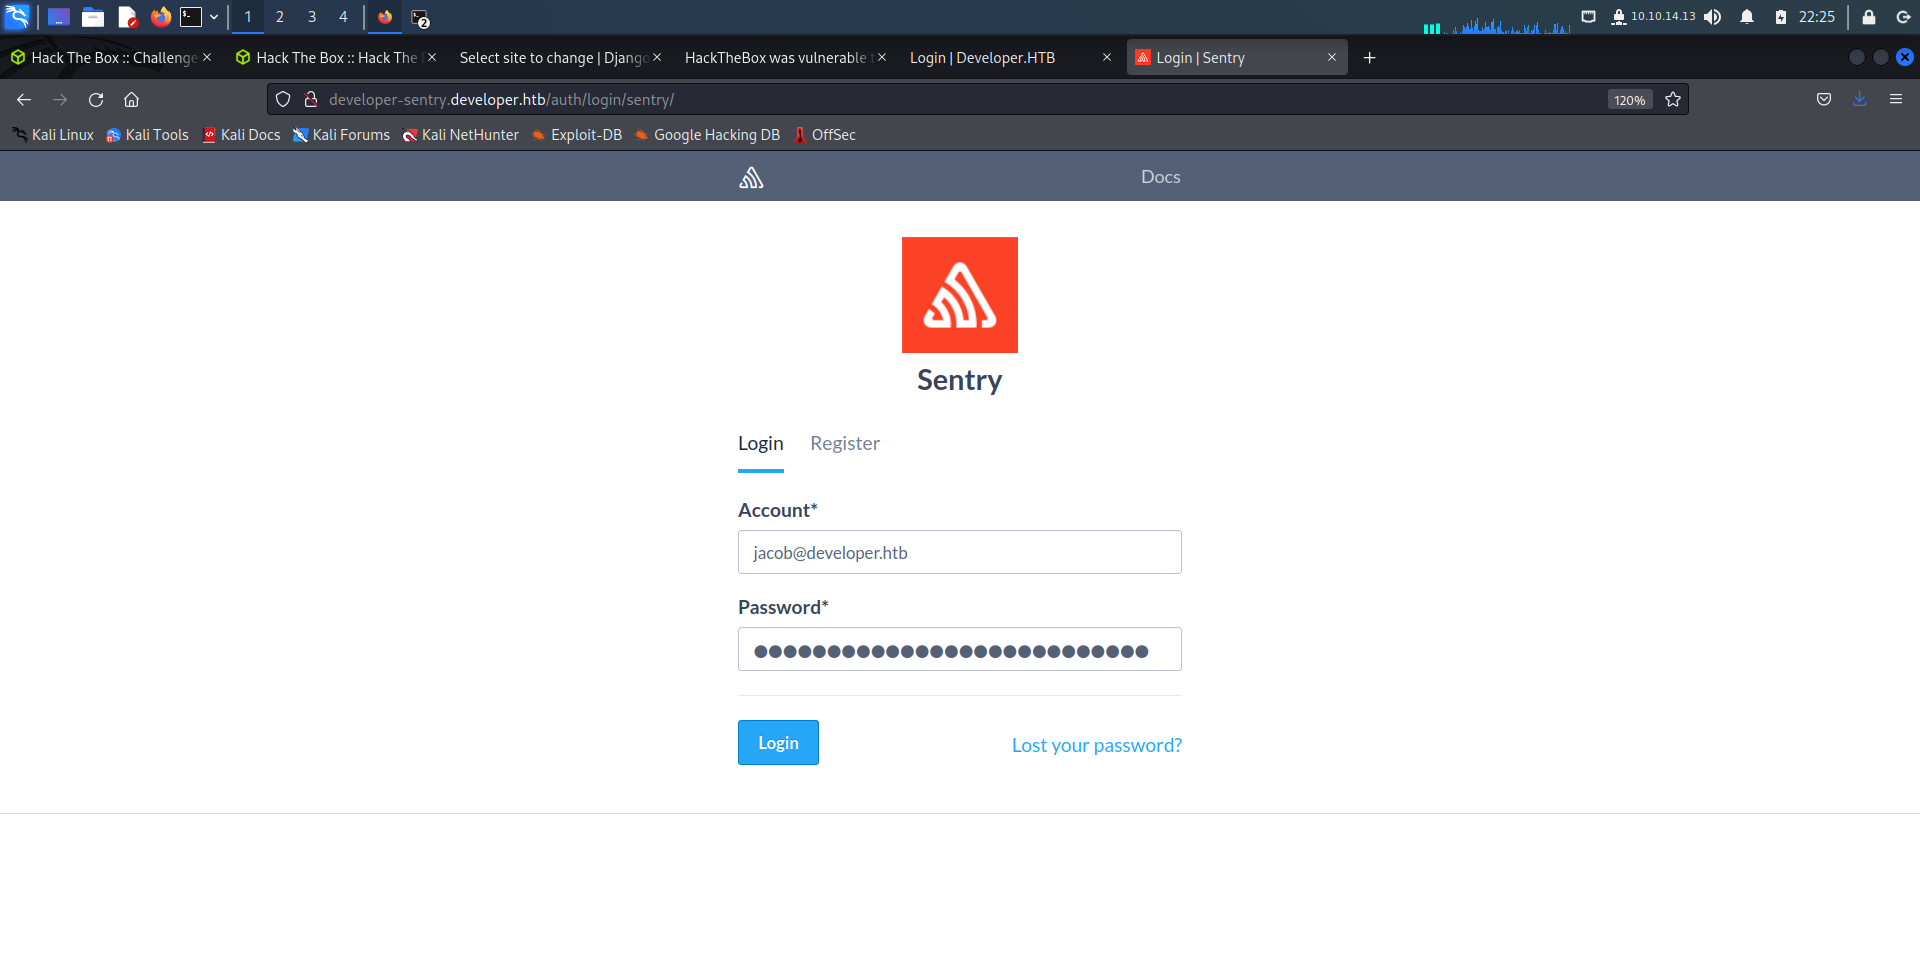 1 2 3 4 10.10.14.13 22:25
Hack The Box :: Challenge Hack The Box :: Hack The Select site to change | Django HackTheBox was vulnerable Login | Developer.HTB Login | Sentry
developer-sentry.developer.htb/auth/login/sentry/ 120%
Kali Linux Kali Tools Kali Docs Kali Forums Kali NetHunter Exploit-DB Google Hacking DB OffSec
Docs
Sentry
Login Register
Account*
jacob@developer.htb
Password*
Login Lost your password?